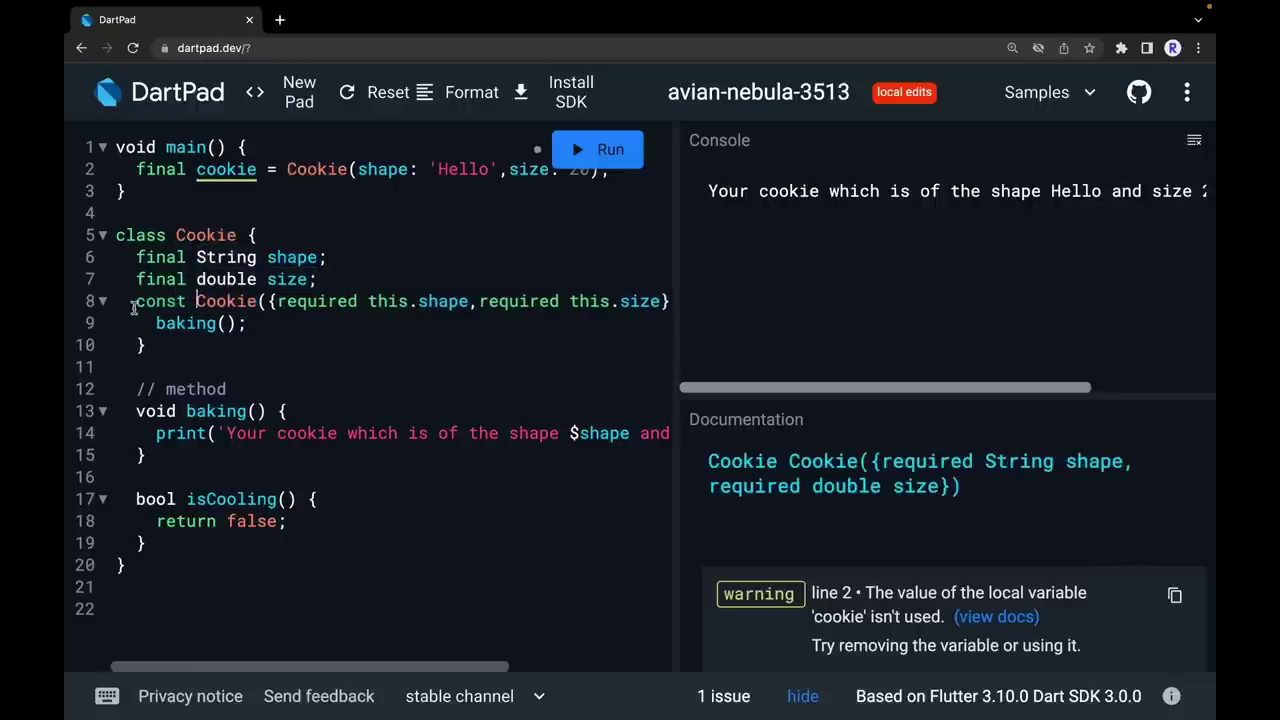 DartPad
dartpad.dev/?
R
DartPad
<> New Pad
Reset
Format
Install SDK
avian-nebula-3513
local edits
Samples
Run
1 void main() {
2 final cookie = Cookie(shape: 'Hello',size: 20);
3 }
4
5 class Cookie {
6 final String shape;
7 final double size;
8 const Cookie({required this.shape,required this.size}
9 baking();
10 }
11
12 // method
13 void baking() {
14 print('Your cookie which is of the shape $shape and
15 }
16
17 bool isCooling() {
18 return false;
19 }
20 }
21
22
Console
Your cookie which is of the shape Hello and size 2
Documentation
Cookie Cookie({required String shape,
required double size})
warning
line 2 • The value of the local variable
'cookie' isn't used. (view docs)
Try removing the variable or using it.
Privacy notice
Send feedback
stable channel
1 issue
hide
Based on Flutter 3.10.0 Dart SDK 3.0.0